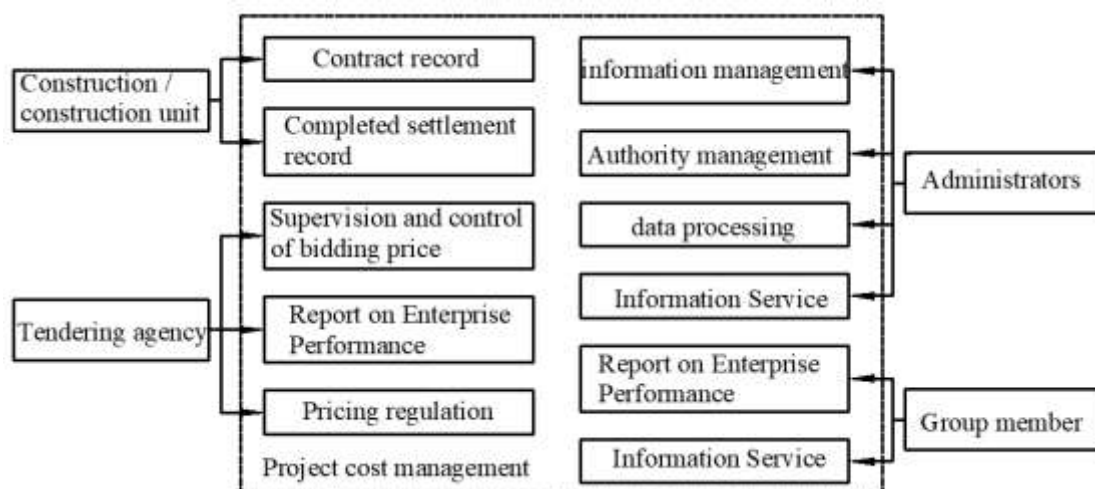 Construction /
construction unit
Tendering agency
Contract record
Completed settlement
record
Supervision and control
of bidding price
Report on Enterprise
Performance
Pricing regulation
Project cost management
information management
Authority management
data processing
Information Service
Report on Enterprise
Performance
Information Service
Administrators
Group member